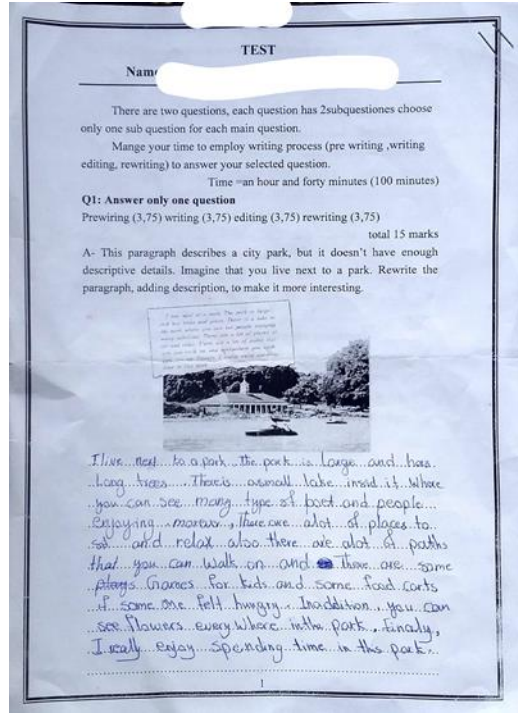 TEST
Name
There are two questions, each question has 2subquestiones choose
only one sub question for each main question.
Mange your time to employ writing process (pre writing ,writing
editing, rewriting) to answer your selected question.
Time =an hour and forty minutes (100 minutes)
Q1: Answer only one question
Prewiring (3,75) writing (3,75) editing (3,75) rewriting (3,75)
total 15 marks
A- This paragraph describes a city park, but it doesn't have enough
descriptive details. Imagine that you live next to a park. Rewrite the
paragraph, adding description, to make it more interesting.
I live next to a park. The park is large and has
Long trees. There is a small lake insid it. Where
you can see many type of boet and people
enjoying. morever, There are alot of places to
and relax also there are alot of paths
that you can walk on and there are some
Games for kids and some food carts
if some one felt hungry. Inaddition, you can
see flowers every where in the park. Finaly,
I really enjoy spending time in this park.
1